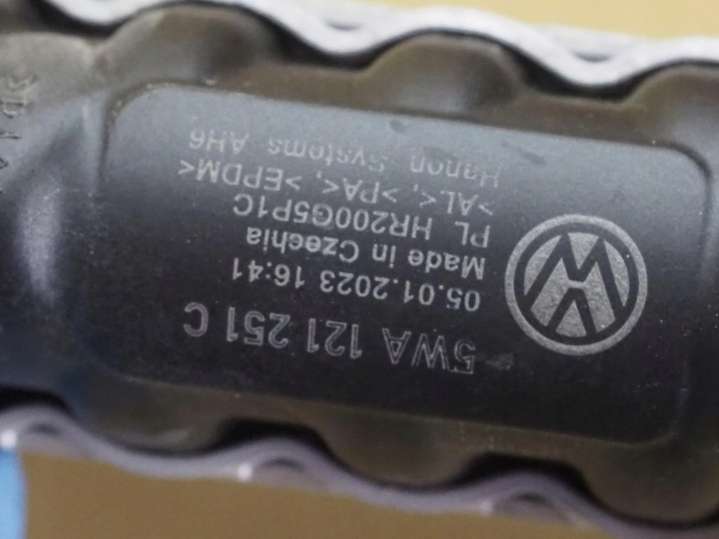 5WA 121 251 C
05.01.2023 16:41
Made in Czechia
PL HR200G5P1C
>AL<, >PA<, >EPDM<
Hanon Systems AH6